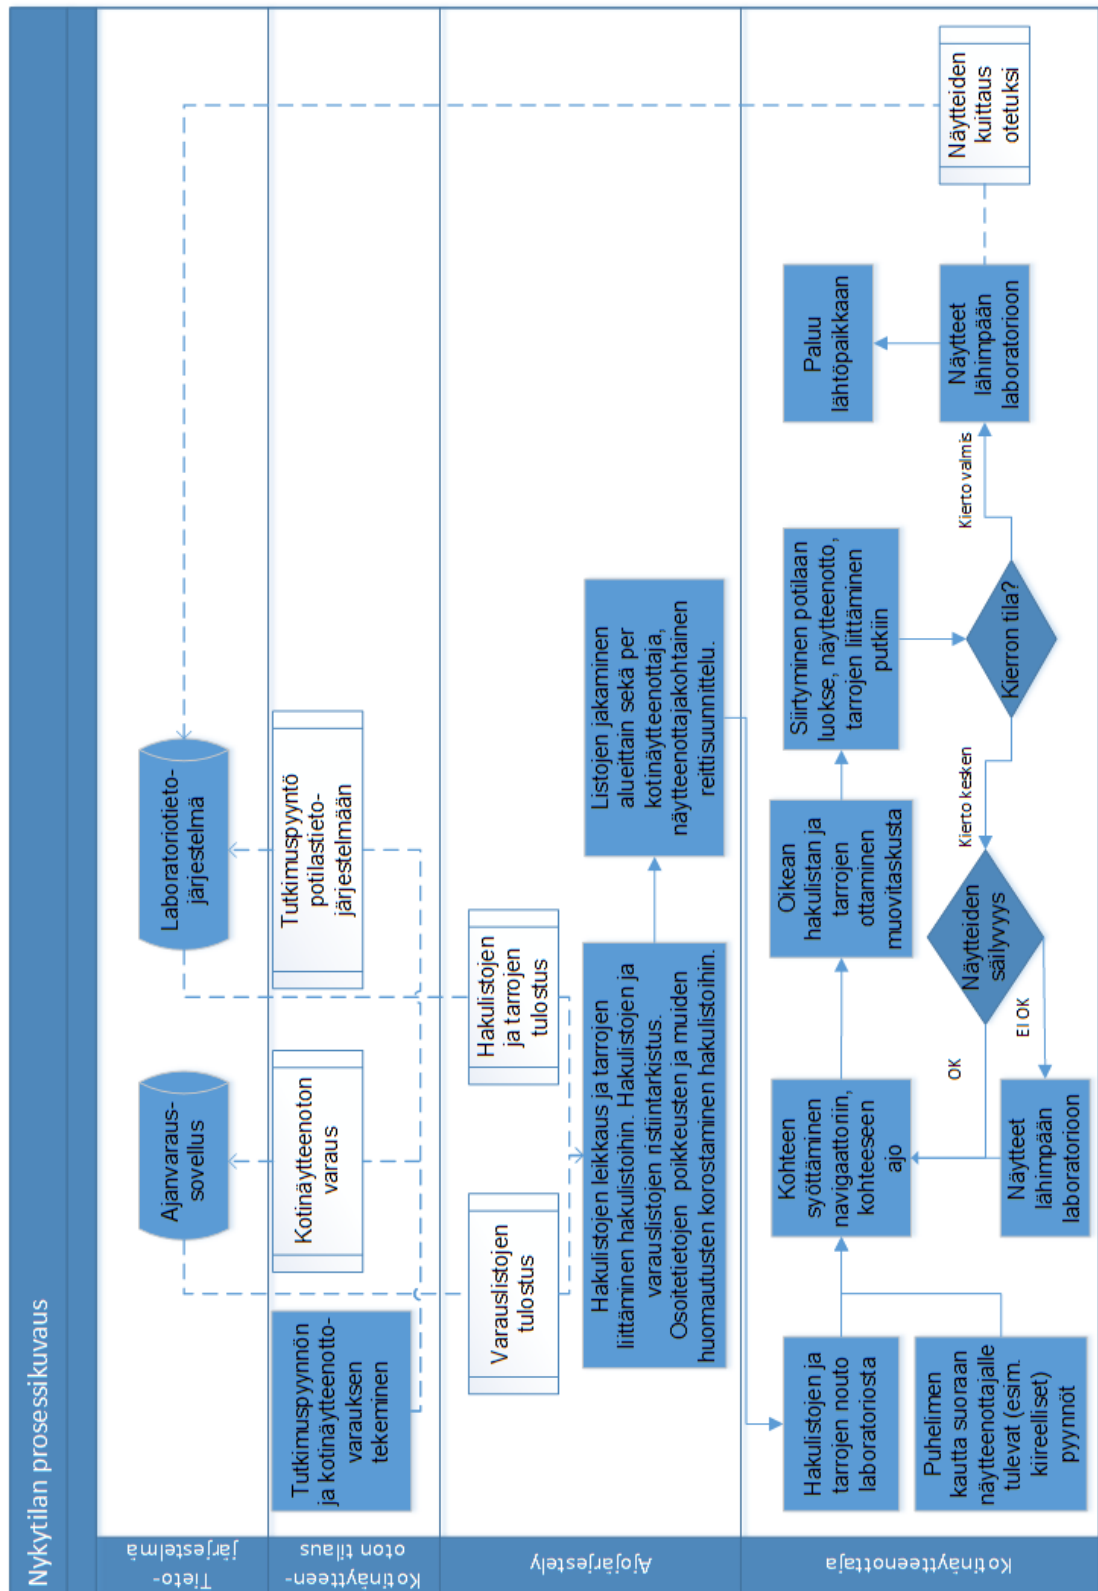 Nykytilan prosessikuvaus
Tieto-
järjestelmä
Ajanvaraus-
sovellus
Laboratoriotieto-
järjestelmä
Kotinäytteen-
oton tilaus
Tutkimuspyynnön
ja kotinäytteenotto-
varauksen
tekeminen
Kotinäytteenoton
varaus
Tutkimuspyyntö
potilastieto-
järjestelmään
Ajojärjestely
Varauslistojen
tulostus
Hakulistojen
ja tarrojen
tulostus
Hakulistojen leikkaus ja tarrojen
liittäminen hakulistoihin. Hakulistojen ja
varauslistojen ristiintarkistus.
Osoitetietojen poikkeusten ja muiden
huomautusten korostaminen hakulistoihin.
Listojen jakaminen
alueittain sekä per
kotinäytteenottaja,
näytteenottajakohtainen
reittisuunnittelu.
Kotinäytteenottaja
Hakulistojen ja
tarrojen nouto
laboratoriosta
Puhelimen
kautta suoraan
näytteenottajalle
tulevat (esim.
kiireelliset)
pyynnöt
Kohteen
syöttäminen
navigaattoriin,
kohteeseen
ajo
Oikean
hakulistan ja
tarrojen
ottaminen
muovitaskusta
Siirtyminen potilaan
luokse, näytteenotto,
tarrojen liittäminen
putkiin
Kierron tila?
Kierto kesken
Kierto valmis
Näytteiden
säilyvyys
OK
EI OK
Näytteet
lähimpään
laboratorioon
Näytteet
lähimpään
laboratorioon
Paluu
lähtöpaikkaan
Näytteiden
kuittaus
otetuksi